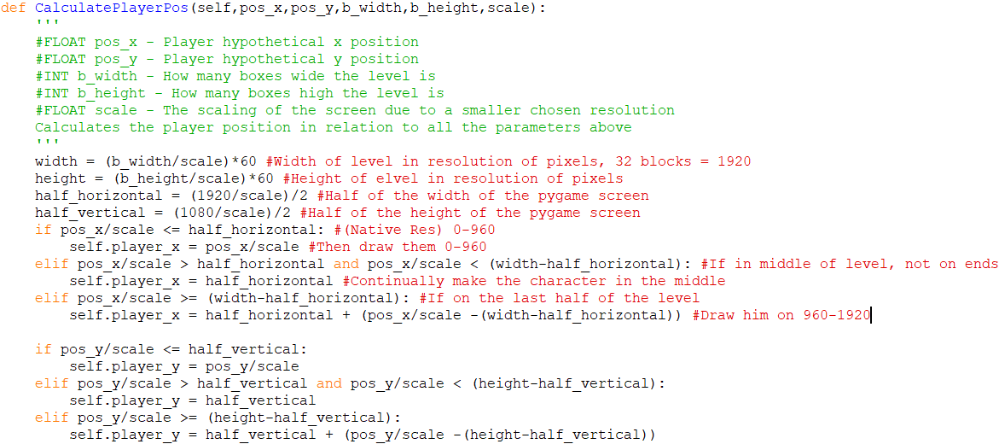 def CalculatePlayerPos(self,pos_x,pos_y,b_width,b_height,scale):
    '''
    #FLOAT pos_x - Player hypothetical x position
    #FLOAT pos_y - Player hypothetical y position
    #INT b_width - How many boxes wide the level is
    #INT b_height - How many boxes high the level is
    #FLOAT scale - The scaling of the screen due to a smaller chosen resolution
    Calculates the player position in relation to all the parameters above
    '''
    width = (b_width/scale)*60 #Width of level in resolution of pixels, 32 blocks = 1920
    height = (b_height/scale)*60 #Height of elvel in resolution of pixels
    half_horizontal = (1920/scale)/2 #Half of the width of the pygame screen
    half_vertical = (1080/scale)/2 #Half of the height of the pygame screen
    if pos_x/scale <= half_horizontal: #(Native Res) 0-960
        self.player_x = pos_x/scale #Then draw them 0-960
    elif pos_x/scale > half_horizontal and pos_x/scale < (width-half_horizontal): #If in middle of level, not on ends
        self.player_x = half_horizontal #Continually make the character in the middle
    elif pos_x/scale >= (width-half_horizontal): #If on the last half of the level
        self.player_x = half_horizontal + (pos_x/scale -(width-half_horizontal)) #Draw him on 960-1920

    if pos_y/scale <= half_vertical:
        self.player_y = pos_y/scale
    elif pos_y/scale > half_vertical and pos_y/scale < (height-half_vertical):
        self.player_y = half_vertical
    elif pos_y/scale >= (height-half_vertical):
        self.player_y = half_vertical + (pos_y/scale -(height-half_vertical))